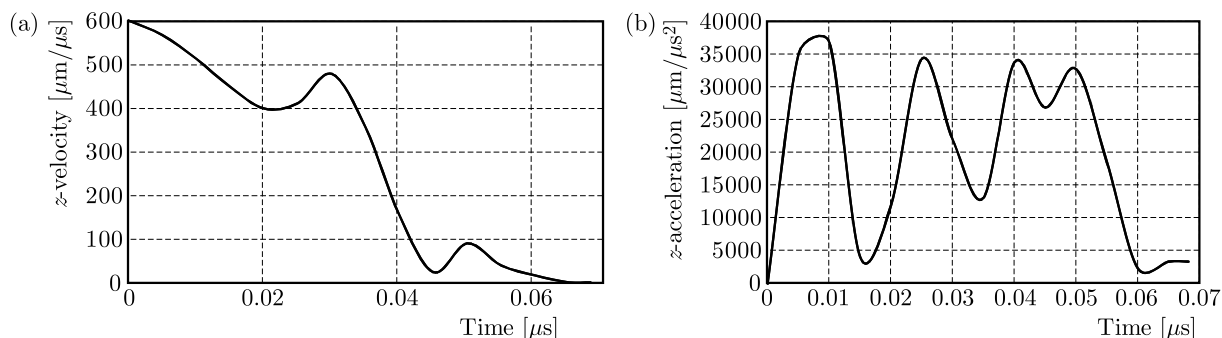 (a)
z-velocity [μm/μs]
600
500
400
300
200
100
0
0 0.02 0.04 0.06
Time [μs]
(b)
z-acceleration [μm/μs²]
40000
35000
30000
25000
20000
15000
10000
5000
0
0 0.01 0.02 0.03 0.04 0.05 0.06 0.07
Time [μs]